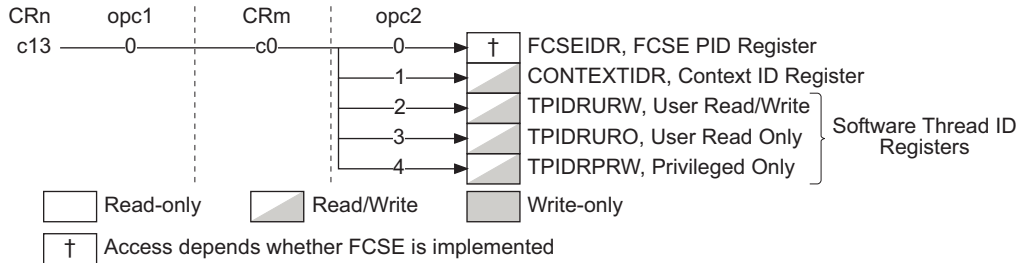 CRn opc1 CRm opc2
c13 0 c0 0 † FCSEIDR, FCSE PID Register
1 CONTEXTIDR, Context ID Register
2 TPIDRURW, User Read/Write
3 TPIDRURO, User Read Only
4 TPIDRPRW, Privileged Only
Software Thread ID
Registers
Read-only Read/Write Write-only
† Access depends whether FCSE is implemented